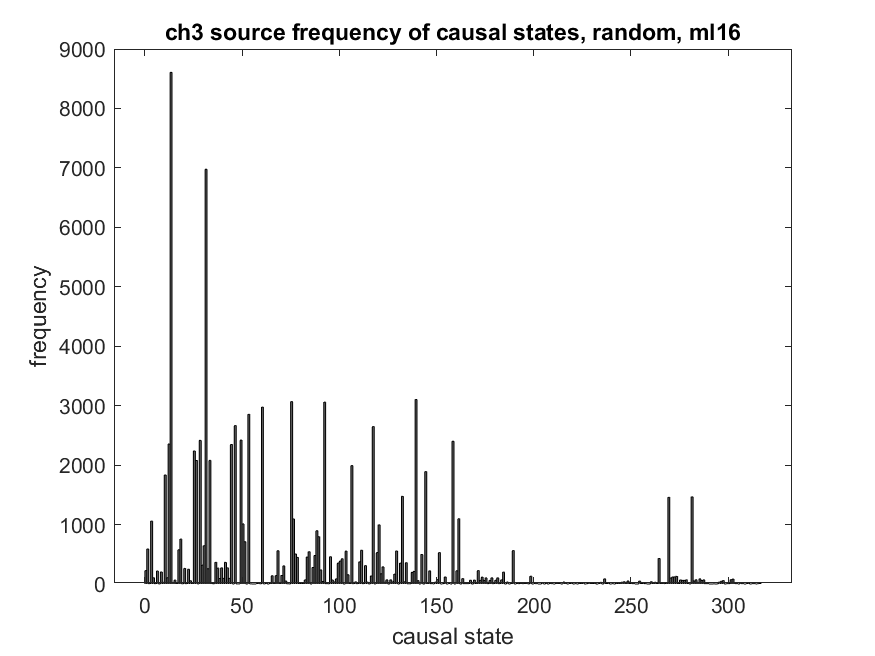 ch3 source frequency of causal states, random, ml16
9000
8000
7000
6000
5000
4000
3000
2000
1000
0
frequency
0 50 100 150 200 250 300
causal state